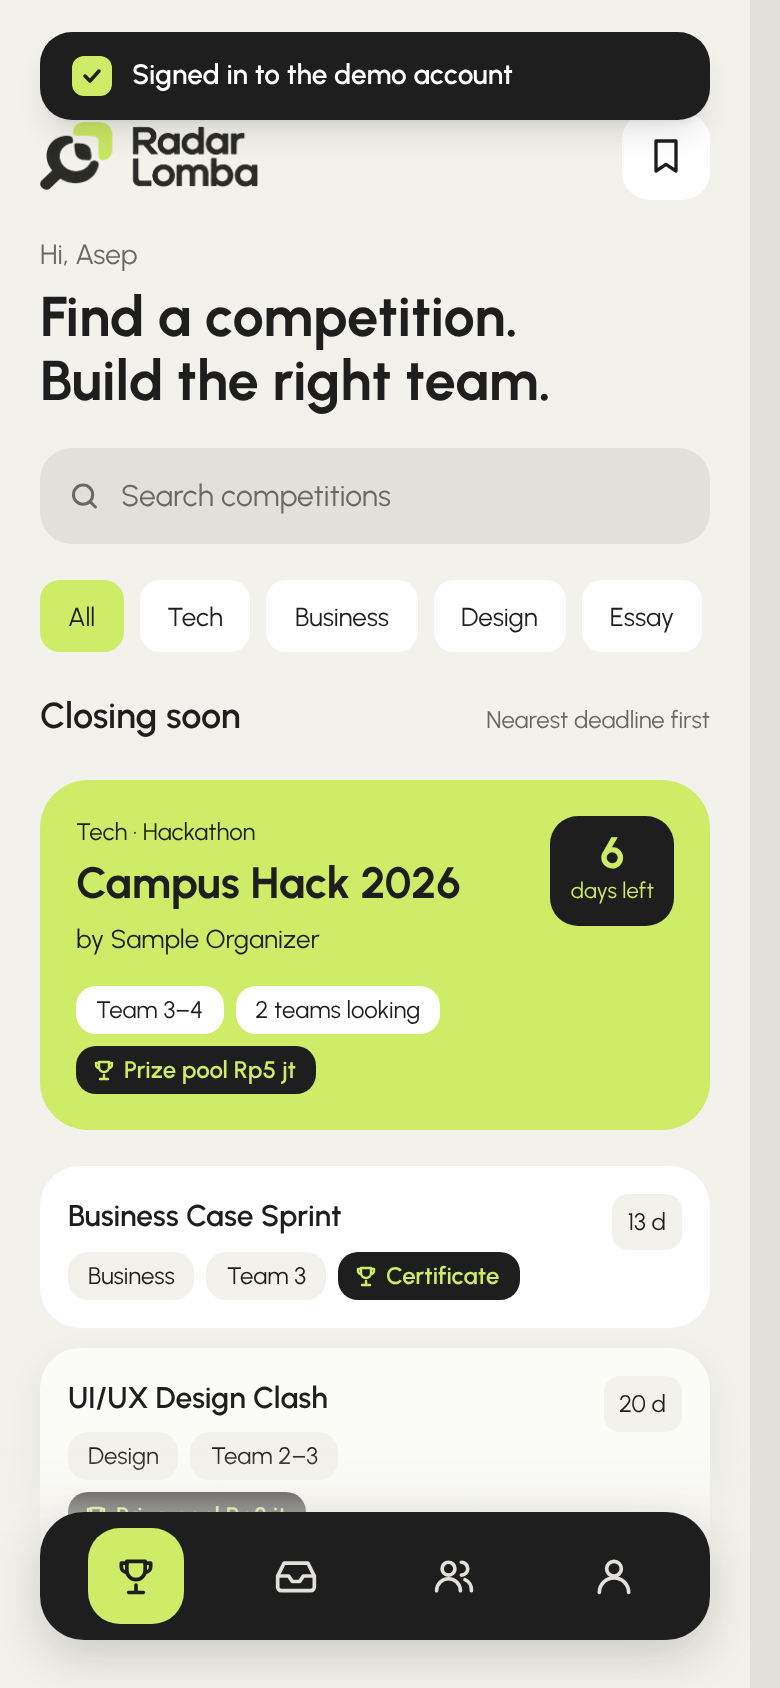 Signed in to the demo account
Radar
Lomba
Hi, Asep
Find a competition.
Build the right team.
Search competitions
All
Tech
Business
Design
Essay
Closing soon
Nearest deadline first
Tech · Hackathon
6
days left
Campus Hack 2026
by Sample Organizer
Team 3–4
2 teams looking
Prize pool Rp5 jt
Business Case Sprint
13 d
Business
Team 3
Certificate
UI/UX Design Clash
20 d
Design
Team 2–3